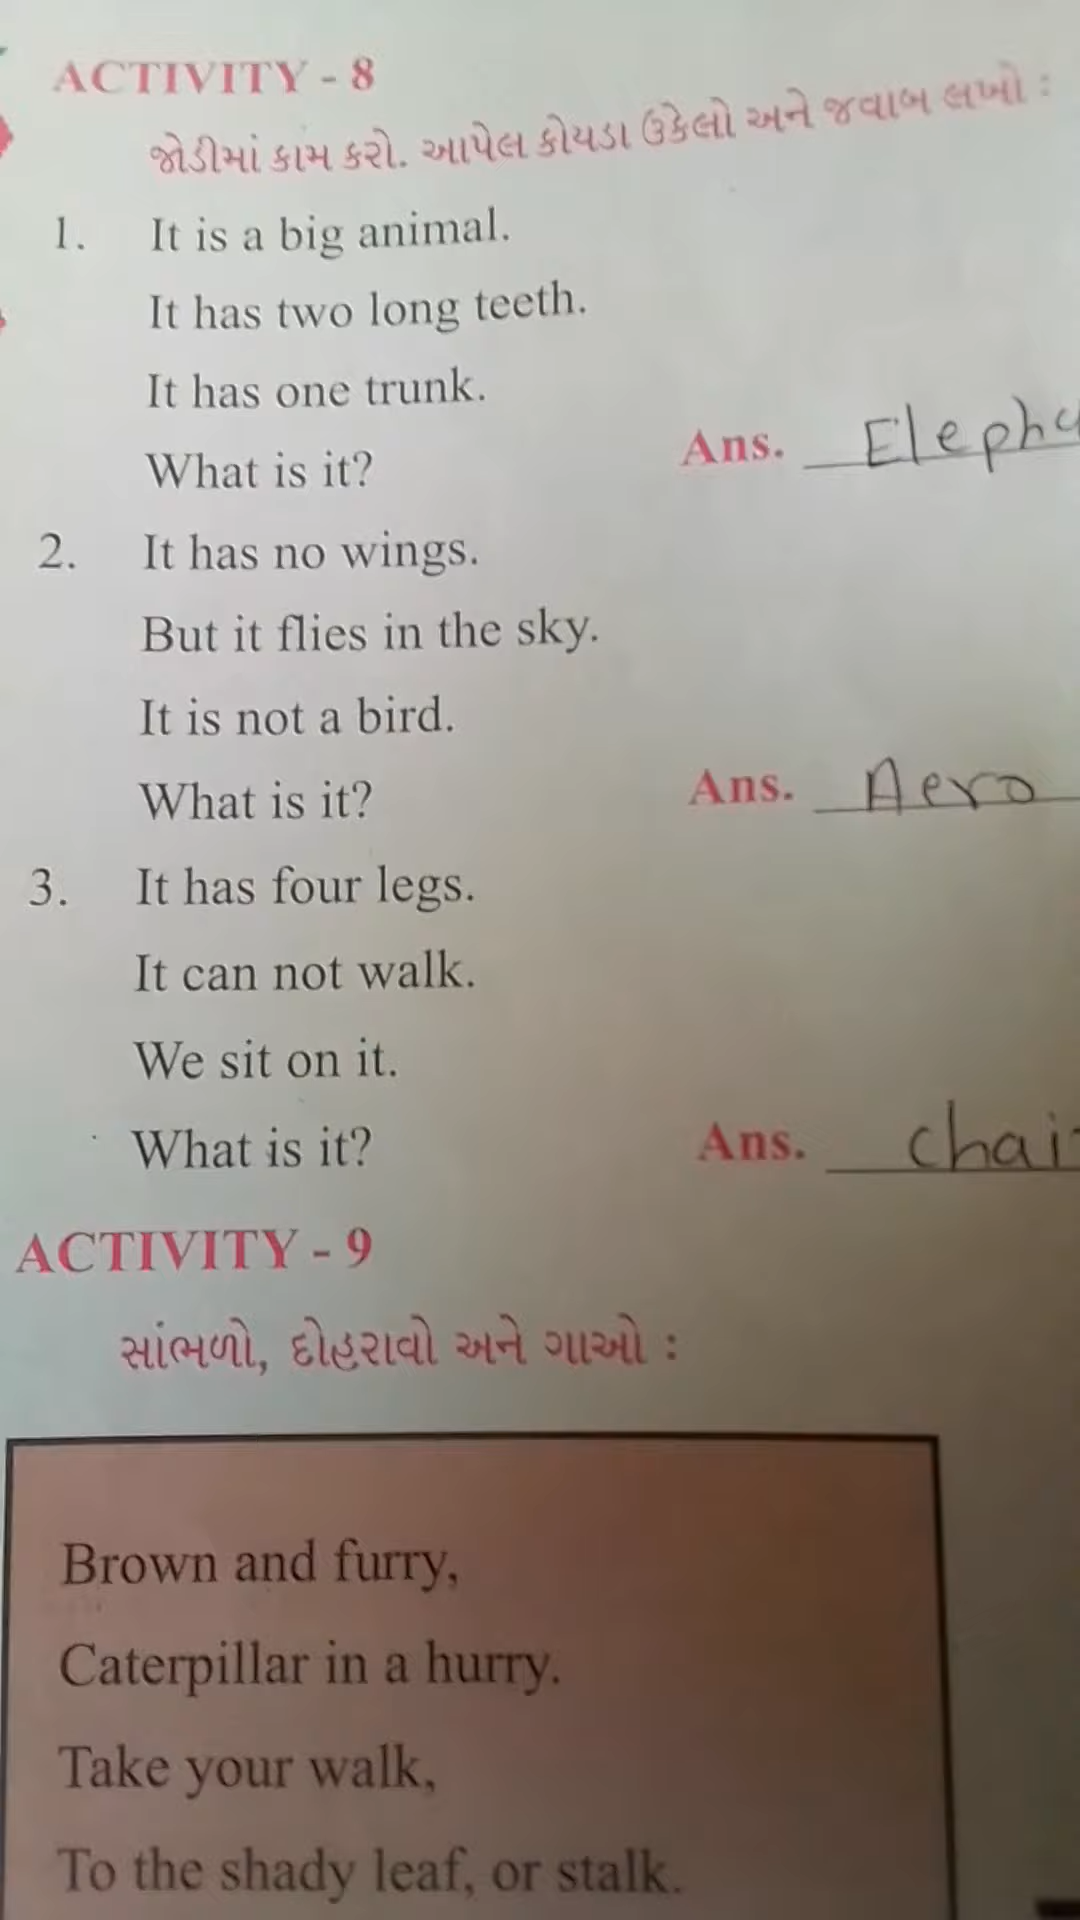 ACTIVITY - 8
જોડીમાં કામ કરો. આપેલ કોયડા ઉકેલો અને જવાબ લખો :
1. It is a big animal.
It has two long teeth.
It has one trunk.
What is it? Ans. Eleph
2. It has no wings.
But it flies in the sky.
It is not a bird.
What is it? Ans. Aero
3. It has four legs.
It can not walk.
We sit on it.
What is it? Ans. chair
ACTIVITY - 9
સાંભળો, દોહરાવો અને ગાઓ :
Brown and furry,
Caterpillar in a hurry.
Take your walk,
To the shady leaf, or stalk.